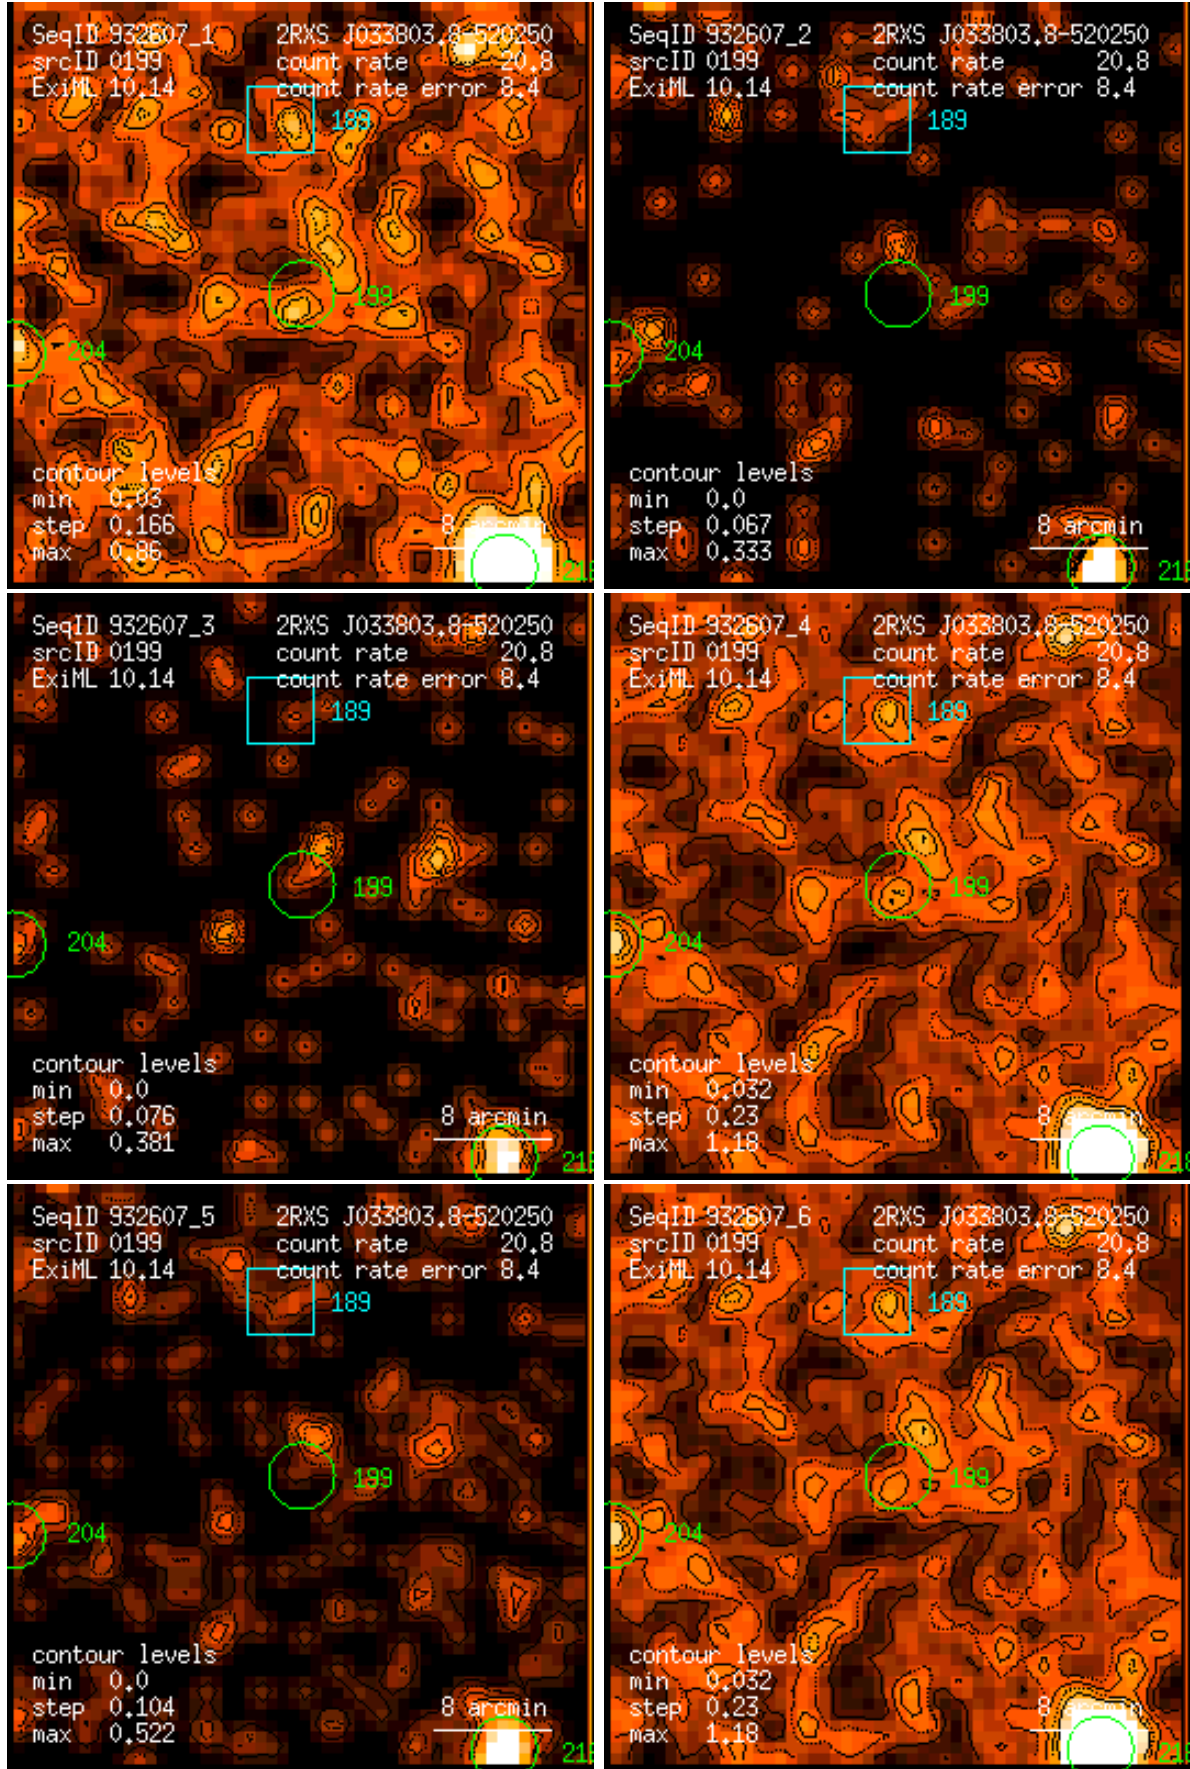 SeqID 932607_1 2RXS J033803.8-520250
srcID 0199 count rate 20.8
ExiML 10.14 count rate error 8.4
189
199
204
contour levels
min 0.03
step 0.166 8 arcmin
max 0.86
218
SeqID 932607_2 2RXS J033803.8-520250
srcID 0199 count rate 20.8
ExiML 10.14 count rate error 8.4
189
199
204
contour levels
min 0.0
step 0.067 8 arcmin
max 0.333
218
SeqID 932607_3 2RXS J033803.8-520250
srcID 0199 count rate 20.8
ExiML 10.14 count rate error 8.4
189
199
204
contour levels
min 0.0
step 0.076 8 arcmin
max 0.381
218
SeqID 932607_4 2RXS J033803.8-520250
srcID 0199 count rate 20.8
ExiML 10.14 count rate error 8.4
189
199
204
contour levels
min 0.032
step 0.23 8 arcmin
max 1.18
218
SeqID 932607_5 2RXS J033803.8-520250
srcID 0199 count rate 20.8
ExiML 10.14 count rate error 8.4
189
199
204
contour levels
min 0.0
step 0.104 8 arcmin
max 0.522
218
SeqID 932607_6 2RXS J033803.8-520250
srcID 0199 count rate 20.8
ExiML 10.14 count rate error 8.4
189
199
204
contour levels
min 0.032
step 0.23 8 arcmin
max 1.18
218